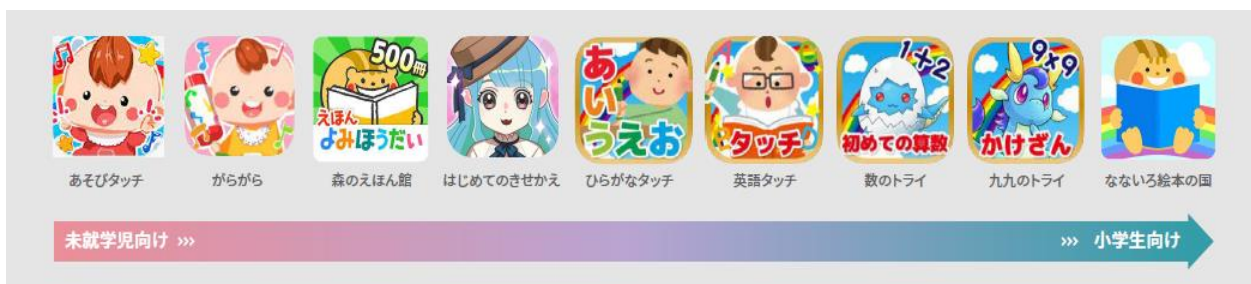 500冊
えほん
よみほうだい
あ
い
うえお
タッチ
1+2
初めての算数
9×9
かけざん
あそびタッチ
がらがら
森のえほん館
はじめてのきせかえ
ひらがなタッチ
英語タッチ
数のトライ
九九のトライ
なないろ絵本の国
未就学児向け ›››
››› 小学生向け